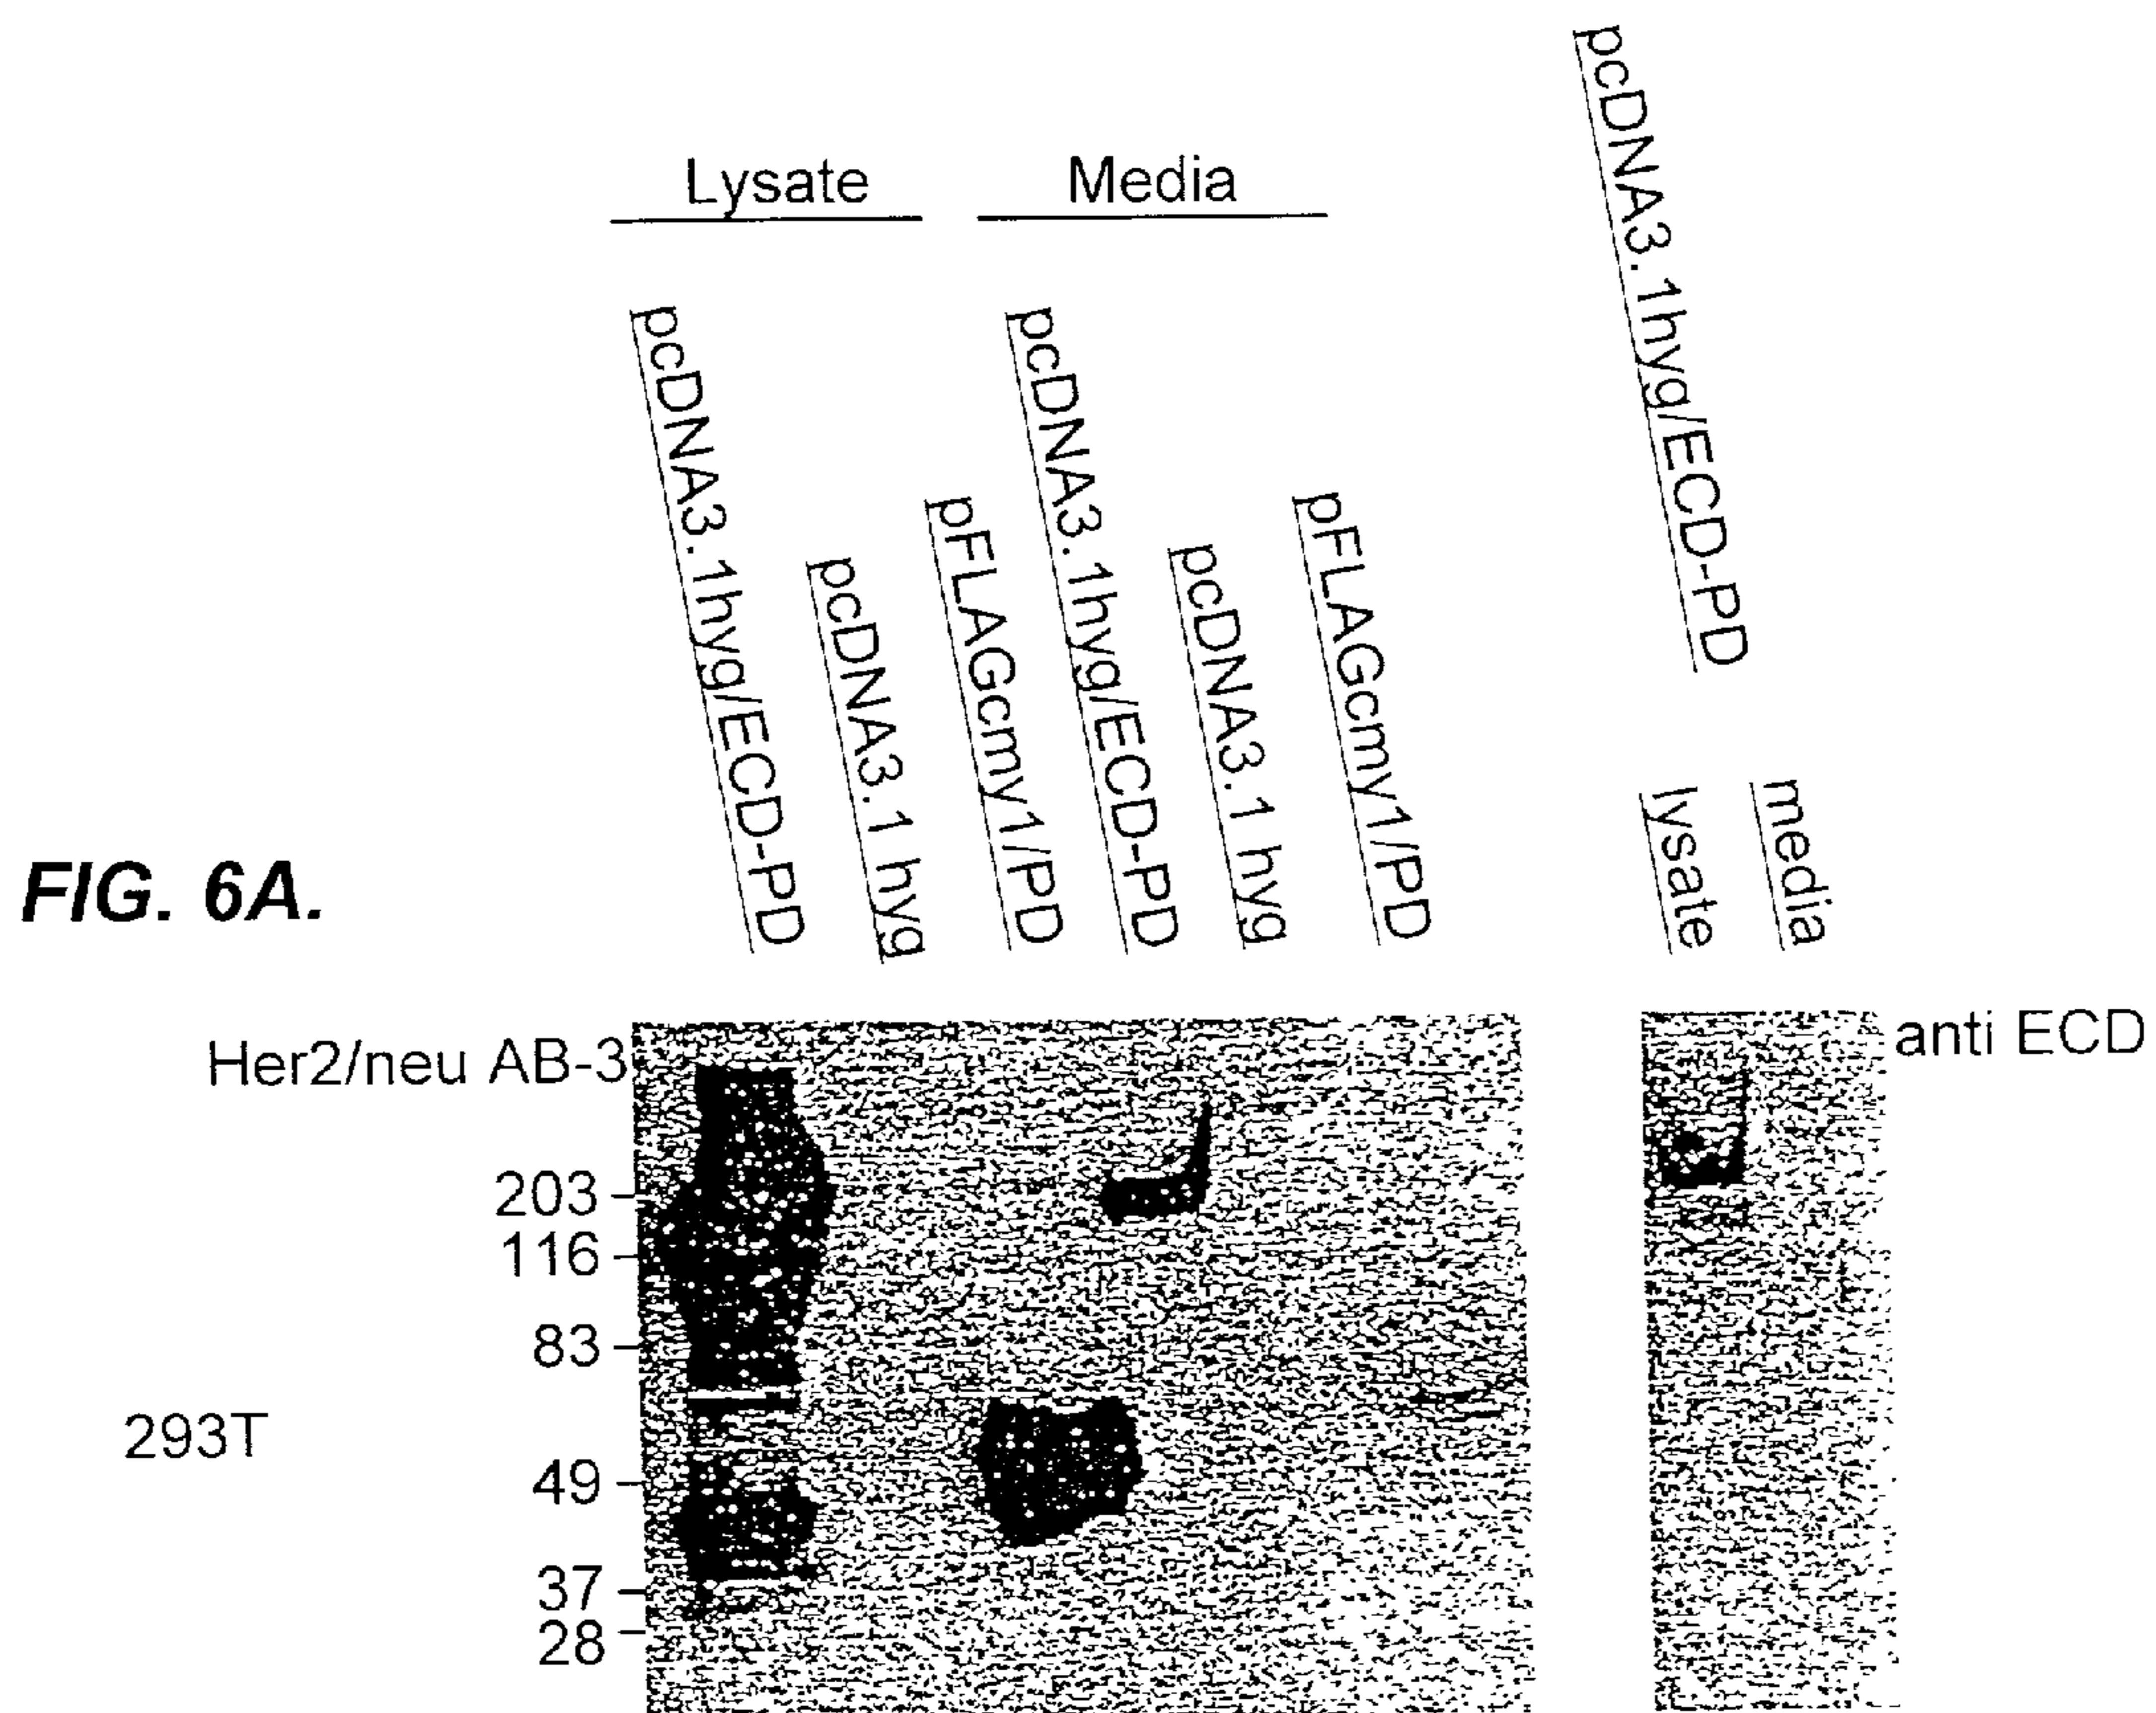 Lysate
Media
pcDNA3.1hyg/ECD-PD
pcDNA3.1 hyg
pFLAGcmy1/PD
pcDNA3.1hyg/ECD-PD
pcDNA3.1 hyg
pFLAGcmy1/PD
pcDNA3.1hyg/ECD-PD
lysate
media
FIG. 6A.
Her2/neu AB-3
anti ECD
203
116
83
293T
49
37
28